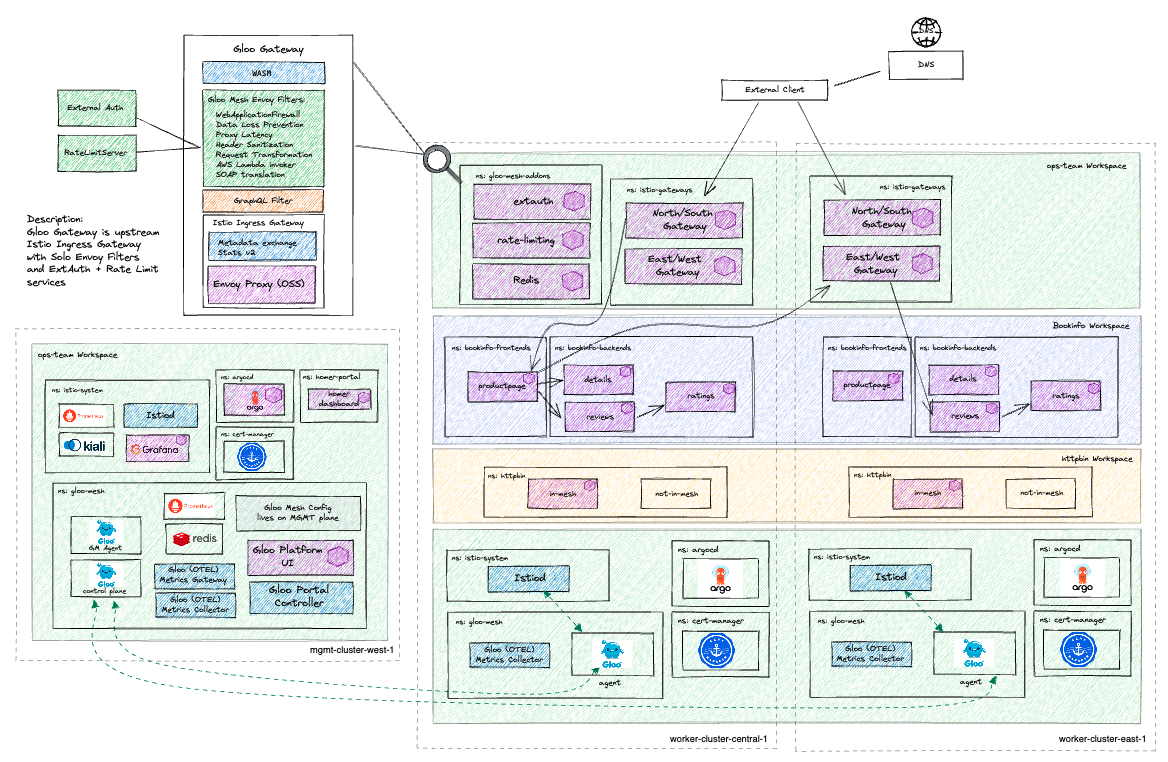 Gloo Gateway
WASM
Gloo Mesh Envoy Filters:
WebApplicationFirewall
Data Loss Prevention
Proxy Latency
Header Sanitization
Request Transformation
AWS Lambda invoker
SOAP translation
GraphQL Filter
Istio Ingress Gateway
Metadata exchange
Stats v2
Envoy Proxy (OSS)
External Auth
RateLimitServer
Description:
Gloo Gateway is upstream
Istio Ingress Gateway
with Solo Envoy Filters
and ExtAuth + Rate Limit
services
DNS
DNS
External Client
ops-team Workspace
ns: gloo-mesh-addons
extauth
rate-limiting
Redis
ns: istio-gateways
North/South
Gateway
East/West
Gateway
ns: istio-gateways
North/South
Gateway
East/West
Gateway
Bookinfo Workspace
ns: bookinfo-frontends
productpage
ns: bookinfo-backends
details
reviews
ratings
ns: bookinfo-frontends
productpage
ns: bookinfo-backends
details
reviews
ratings
httpbin Workspace
ns: httpbin
in-mesh
not-in-mesh
ns: httpbin
in-mesh
not-in-mesh
ns: istio-system
Istiod
ns: argocd
argo
ns: gloo-mesh
Gloo (OTEL)
Metrics Collector
Gloo
agent
ns: cert-manager
worker-cluster-central-1
ns: istio-system
Istiod
ns: argocd
argo
ns: gloo-mesh
Gloo (OTEL)
Metrics Collector
Gloo
agent
ns: cert-manager
worker-cluster-east-1
ops-team Workspace
ns: istio-system
Prometheus
Istiod
kiali
Grafana
ns: argocd
argo
ns: homer-portal
homer
dashboard
ns: cert-manager
ns: gloo-mesh
Gloo
GM Agent
Gloo
control plane
Prometheus
redis
Gloo (OTEL)
Metrics Gateway
Gloo (OTEL)
Metrics Collector
Gloo Mesh Config
lives on MGMT plane
Gloo Platform
UI
Gloo Portal
Controller
mgmt-cluster-west-1